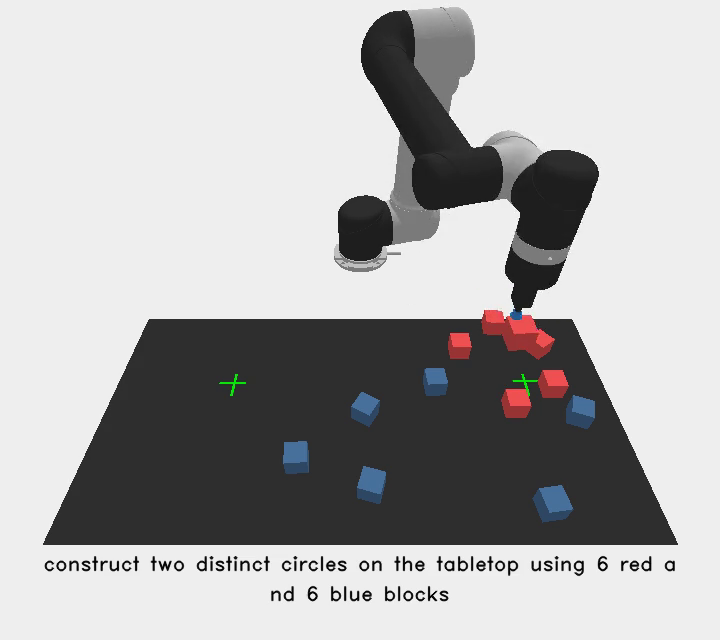 construct two distinct circles on the tabletop using 6 red a
nd 6 blue blocks